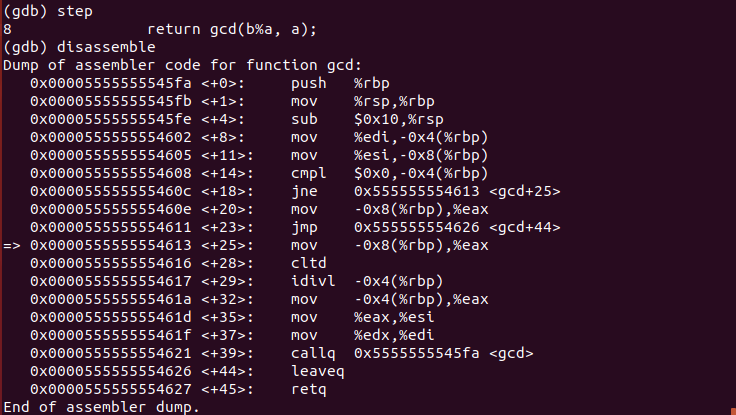 (gdb) step
8               return gcd(b%a, a);
(gdb) disassemble
Dump of assembler code for function gcd:
   0x00005555555545fa <+0>:     push   %rbp
   0x00005555555545fb <+1>:     mov    %rsp,%rbp
   0x00005555555545fe <+4>:     sub    $0x10,%rsp
   0x0000555555554602 <+8>:     mov    %edi,-0x4(%rbp)
   0x0000555555554605 <+11>:    mov    %esi,-0x8(%rbp)
   0x0000555555554608 <+14>:    cmpl   $0x0,-0x4(%rbp)
   0x000055555555460c <+18>:    jne    0x555555554613 <gcd+25>
   0x000055555555460e <+20>:    mov    -0x8(%rbp),%eax
   0x0000555555554611 <+23>:    jmp    0x555555554626 <gcd+44>
=> 0x0000555555554613 <+25>:    mov    -0x8(%rbp),%eax
   0x0000555555554616 <+28>:    cltd
   0x0000555555554617 <+29>:    idivl  -0x4(%rbp)
   0x000055555555461a <+32>:    mov    -0x4(%rbp),%eax
   0x000055555555461d <+35>:    mov    %eax,%esi
   0x000055555555461f <+37>:    mov    %edx,%edi
   0x0000555555554621 <+39>:    callq  0x5555555545fa <gcd>
   0x0000555555554626 <+44>:    leaveq
   0x0000555555554627 <+45>:    retq
End of assembler dump.